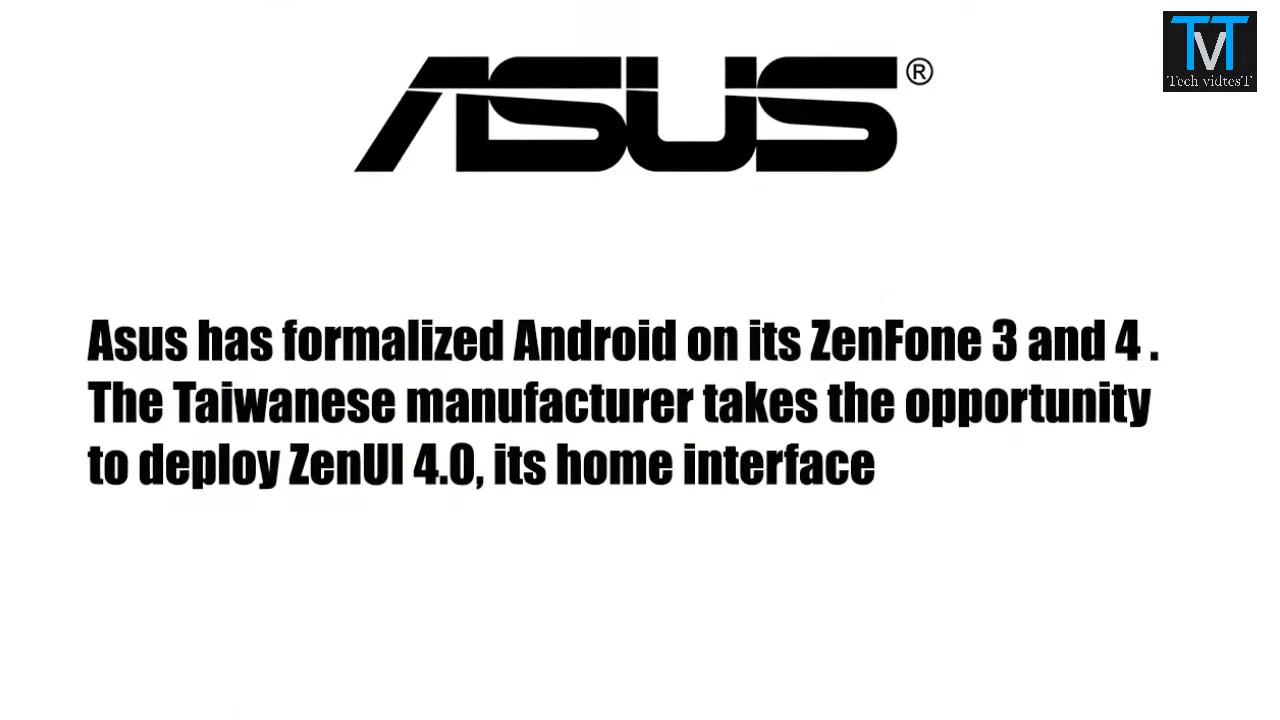 ASUS®
TVT
Tech vidtesT
Asus has formalized Android on its ZenFone 3 and 4 .
The Taiwanese manufacturer takes the opportunity
to deploy ZenUI 4.0, its home interface